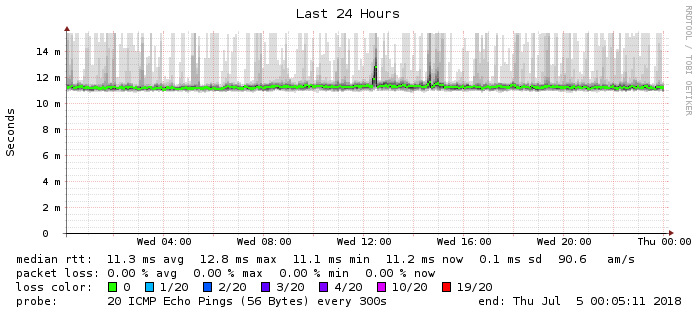 Last 24 Hours
RRDTOOL / TOBI OETIKER
Seconds
14 m
12 m
10 m
8 m
6 m
4 m
2 m
0
Wed 04:00 Wed 08:00 Wed 12:00 Wed 16:00 Wed 20:00 Thu 00:00
median rtt: 11.3 ms avg 12.8 ms max 11.1 ms min 11.2 ms now 0.1 ms sd 90.6 am/s
packet loss: 0.00 % avg 0.00 % max 0.00 % min 0.00 % now
loss color: 0 1/20 2/20 3/20 4/20 10/20 19/20
probe: 20 ICMP Echo Pings (56 Bytes) every 300s end: Thu Jul 5 00:05:11 2018